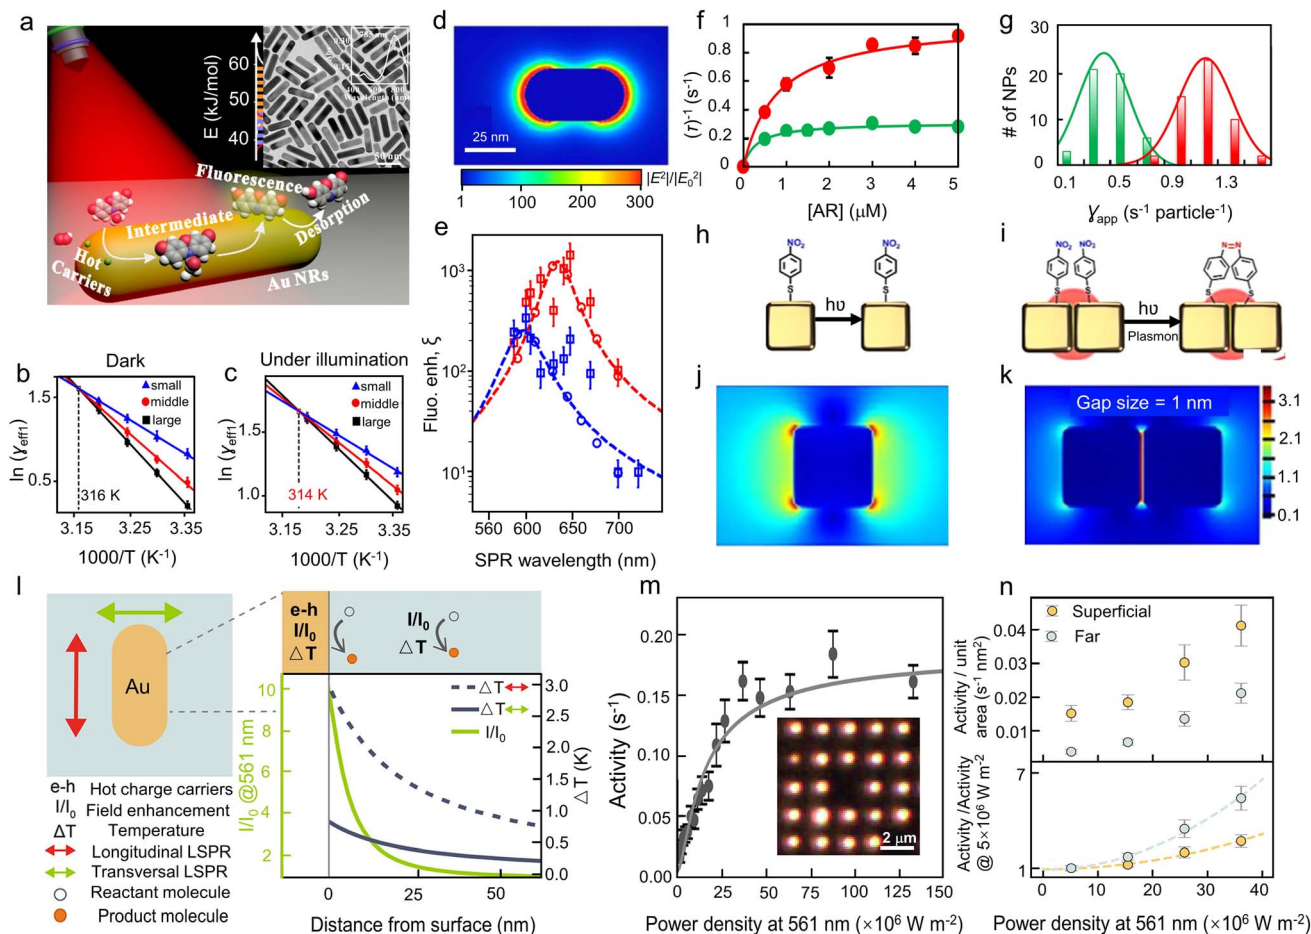 a
E (kJ/mol)
60
50
40
0.30
0.15
755 nm
400 600 800
Wavelength (nm)
50 nm
Fluorescence
Intermediate
Desorption
Hot
Carriers
Au NRs
b
Dark
ln (γeff1)
1.5
0.5
small
middle
large
316 K
3.15 3.25 3.35
1000/T (K-1)
c
Under illumination
ln (γeff1)
1.5
1.0
small
middle
large
314 K
3.15 3.25 3.35
1000/T (K-1)
d
25 nm
|E2|/|E02|
1 100 200 300
e
Fluo. enh, ξ
103
102
101
560 600 650 700
SPR wavelength (nm)
f
(τ)-1 (s-1)
1
0.8
0.6
0.4
0.2
0
0 1 2 3 4 5
[AR] (μM)
g
# of NPs
30
20
10
0
0.1 0.5 0.9 1.3
γapp (s-1 particle-1)
h
NO2 NO2
S S
hυ
i
NO2 NO2
N=N
S S S S
hυ
Plasmon
j
k
Gap size = 1 nm
3.1
2.1
1.1
0.1
l
Au
e-h Hot charge carriers
I/I0 Field enhancement
ΔT Temperature
Longitudinal LSPR
Transversal LSPR
Reactant molecule
Product molecule
e-h
I/I0
ΔT
I/I0
ΔT
I/I0 @561 nm
10
8
6
4
2
ΔT
ΔT
I/I0
3.0
2.5
2.0
1.5
1.0
0.5
0.0
ΔT (K)
0 25 50
Distance from surface (nm)
m
Activity (s-1)
0.20
0.15
0.10
0.05
0.00
2 μm
0 25 50 75 100 125 150
Power density at 561 nm (×106 W m-2)
n
Superficial
Far
Activity / unit
area (s-1 nm2)
0.04
0.03
0.02
0.01
Activity /Activity
@ 5×106 W m-2
7
1
0 10 20 30 40
Power density at 561 nm (×106 W m-2)